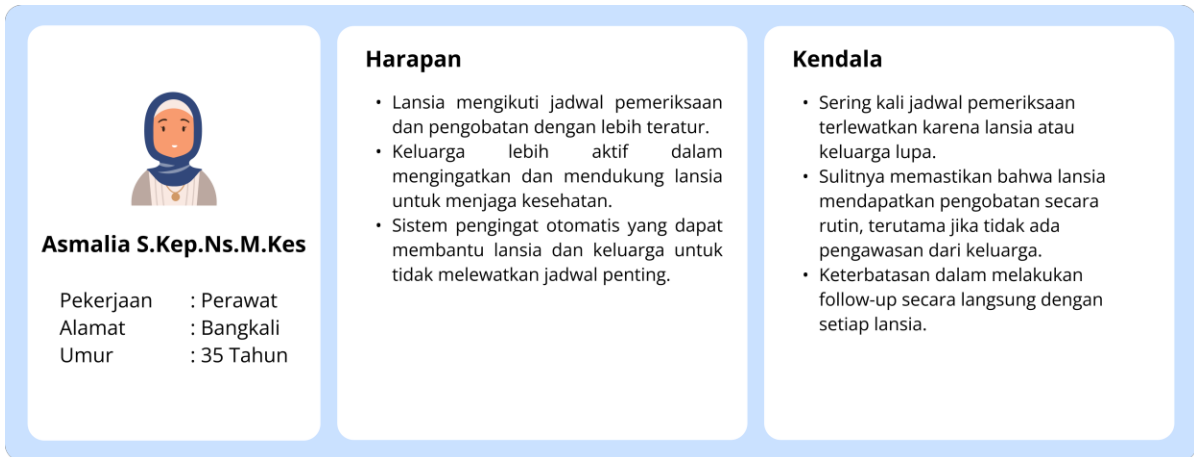 Asmalia S.Kep.Ns.M.Kes
Pekerjaan : Perawat
Alamat : Bangkali
Umur : 35 Tahun
Harapan
• Lansia mengikuti jadwal pemeriksaan
dan pengobatan dengan lebih teratur.
• Keluarga lebih aktif dalam
mengingatkan dan mendukung lansia
untuk menjaga kesehatan.
• Sistem pengingat otomatis yang dapat
membantu lansia dan keluarga untuk
tidak melewatkan jadwal penting.
Kendala
• Sering kali jadwal pemeriksaan
terlewatkan karena lansia atau
keluarga lupa.
• Sulitnya memastikan bahwa lansia
mendapatkan pengobatan secara
rutin, terutama jika tidak ada
pengawasan dari keluarga.
• Keterbatasan dalam melakukan
follow-up secara langsung dengan
setiap lansia.